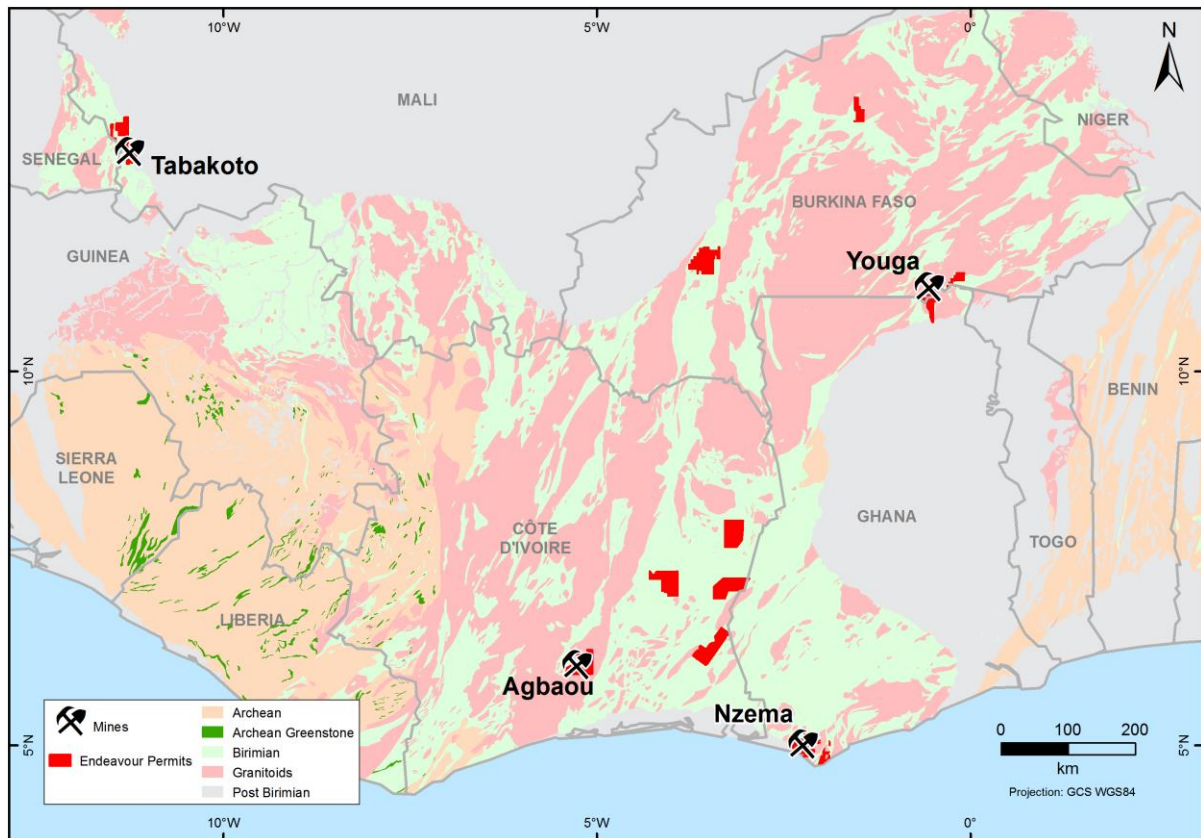 10°W
5°W
0°
N
MALI
NIGER
SENEGAL
Tabakoto
BURKINA FASO
GUINEA
Youga
10°N
10°N
BENIN
SIERRA
LEONE
CÔTE
D'IVOIRE
GHANA
TOGO
LIBERIA
Agbaou
Nzema
Mines
Endeavour Permits
Archean
Archean Greenstone
Birimian
Granitoids
Post Birimian
5°N
5°N
0 100 200
km
Projection: GCS WGS84
10°W
5°W
0°